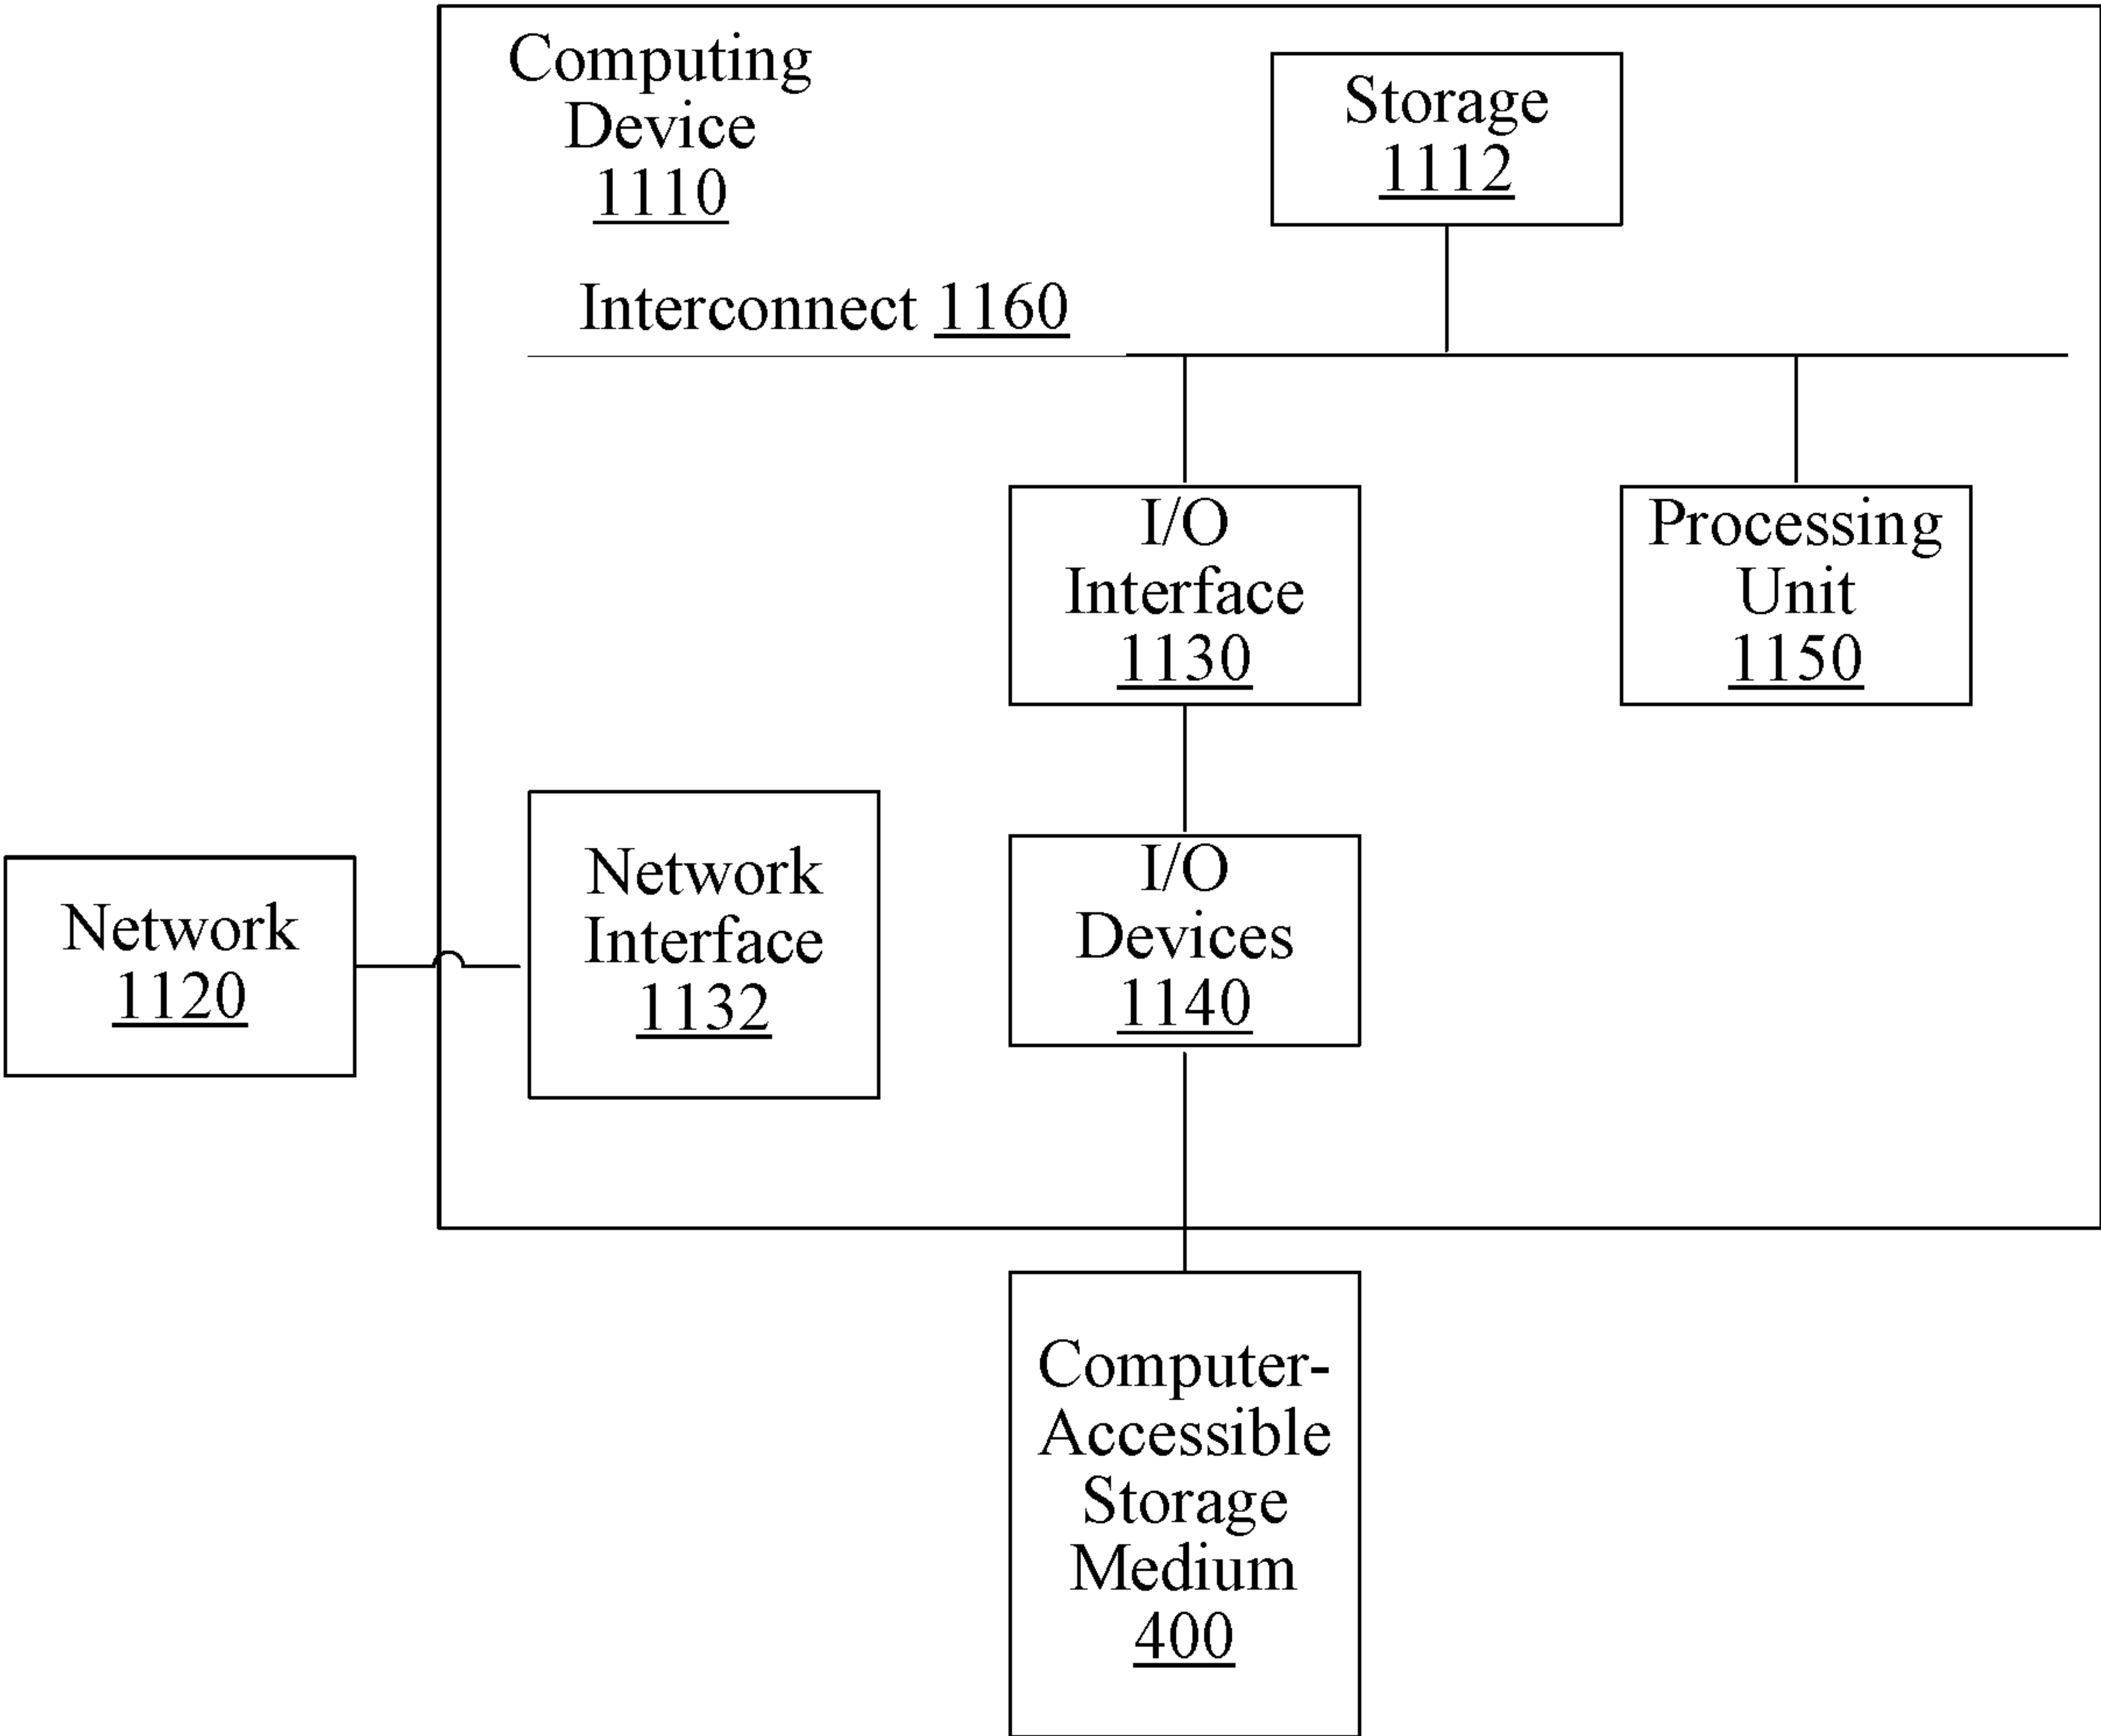 Computing
Device
1110
Storage
1112
Interconnect 1160
I/O
Interface
1130
Processing
Unit
1150
Network
1120
Network
Interface
1132
I/O
Devices
1140
Computer-
Accessible
Storage
Medium
400